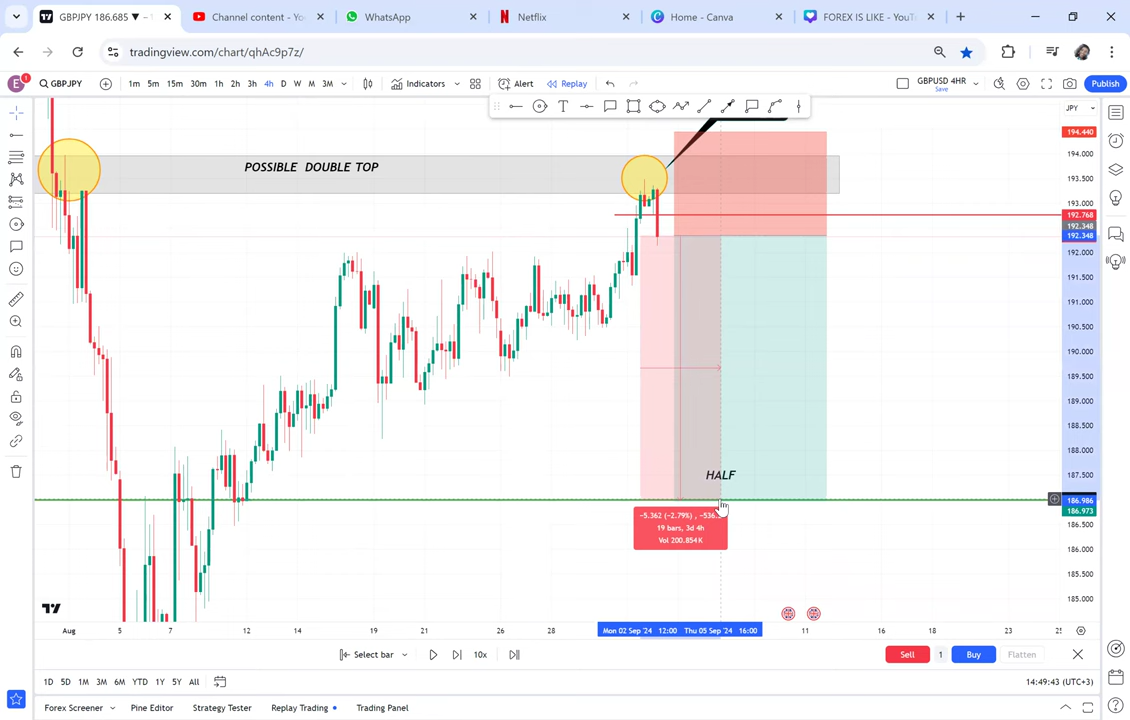 GBPJPY 186.685 ▼ −
Channel content - Yo
WhatsApp
Netflix
Home - Canva
FOREX IS LIKE - YouT
tradingview.com/chart/qhAc9p7z/
E 1
GBPJPY
1m 5m 15m 30m 1h 2h 3h 4h D W M 3M
Indicators
Alert
Replay
GBPUSD 4HR
Save
Publish
JPY
POSSIBLE DOUBLE TOP
HALF
194.440
194.000
193.500
193.000
192.768
192.348
192.348
192.000
191.500
191.000
190.500
190.000
189.500
189.000
188.500
188.000
187.500
186.986
186.973
186.500
186.000
185.500
185.000
−5.362 (−2.79%) , −536
19 bars, 3d 4h
Vol 200.854K
Aug 5 7 12 14 19 21 26 28 Mon 02 Sep '24 12:00 Thu 05 Sep '24 16:00 11 16 18 23 25
Select bar
10x
Sell 1 Buy Flatten
1D 5D 1M 3M 6M YTD 1Y 5Y All
14:49:43 (UTC+3)
Forex Screener Pine Editor Strategy Tester Replay Trading Trading Panel